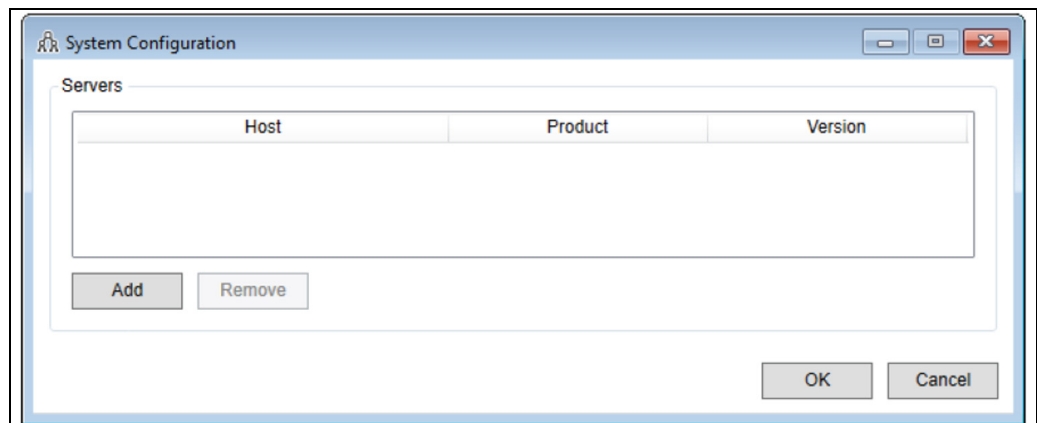 System Configuration
Servers
Host Product Version
Add Remove
OK Cancel